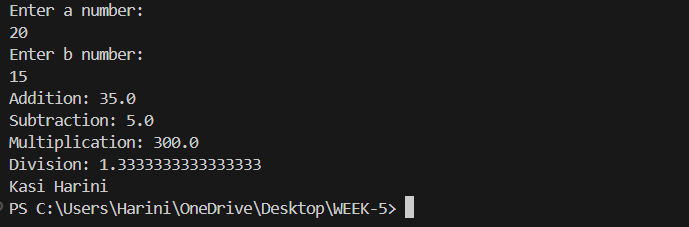 Enter a number:
20
Enter b number:
15
Addition: 35.0
Subtraction: 5.0
Multiplication: 300.0
Division: 1.3333333333333333
Kasi Harini
PS C:\Users\Harini\OneDrive\Desktop\WEEK-5>